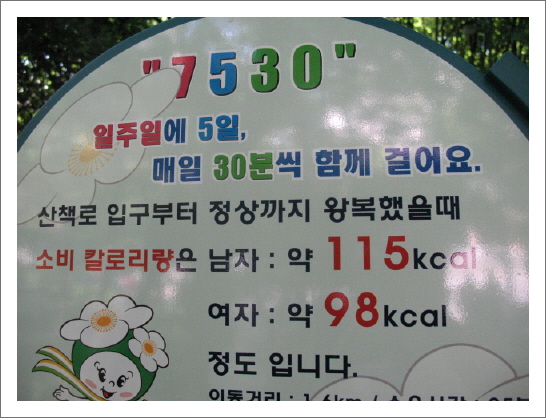 "7530"
일주일에 5일,
매일 30분씩 함께 걸어요.
산책로 입구부터 정상까지 왕복했을때
소비 칼로리량은 남자 : 약 115kcal
여자 : 약 98kcal
정도 입니다.